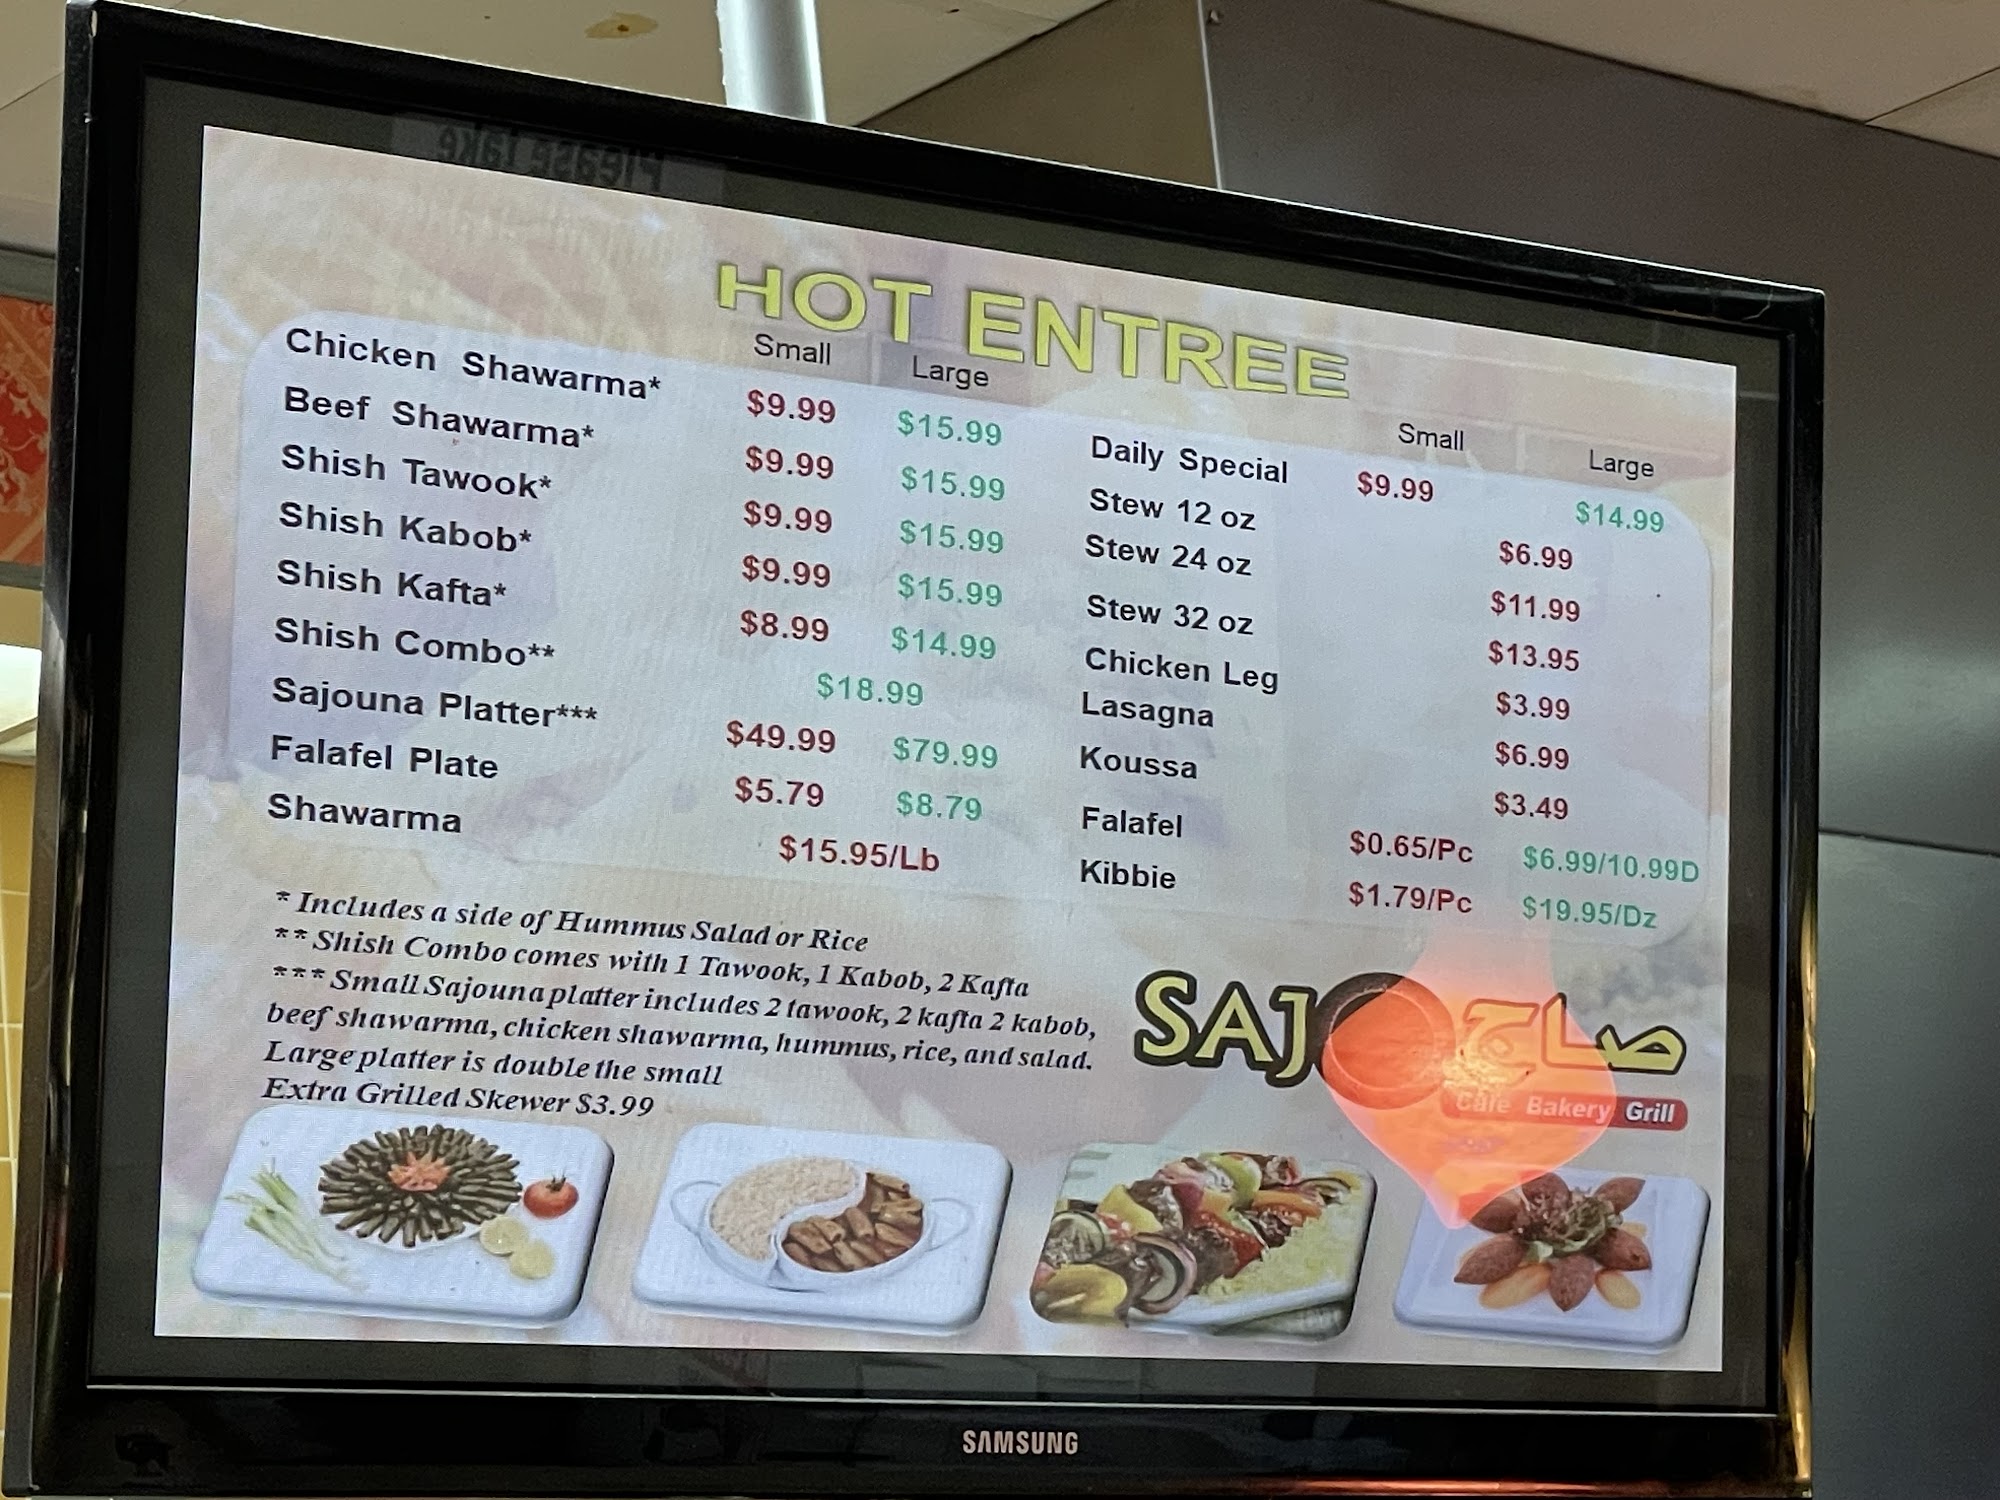 Please take
HOT ENTREE
Small Large
Chicken Shawarma* $9.99 $15.99
Beef Shawarma* $9.99 $15.99
Shish Tawook* $9.99 $15.99
Shish Kabob* $9.99 $15.99
Shish Kafta* $8.99 $14.99
Shish Combo** $18.99
Sajouna Platter*** $49.99 $79.99
Falafel Plate $5.79 $8.79
Shawarma $15.95/Lb
Small Large
Daily Special $9.99 $14.99
Stew 12 oz $6.99
Stew 24 oz $11.99
Stew 32 oz $13.95
Chicken Leg $3.99
Lasagna $6.99
Koussa $3.49
Falafel $0.65/Pc $6.99/10.99D
Kibbie $1.79/Pc $19.95/Dz
* Includes a side of Hummus Salad or Rice
** Shish Combo comes with 1 Tawook, 1 Kabob, 2 Kafta
*** Small Sajouna platter includes 2 tawook, 2 kafta 2 kabob,
beef shawarma, chicken shawarma, hummus, rice, and salad.
Large platter is double the small
Extra Grilled Skewer $3.99
SAJO صاج
Cafe Bakery Grill
SAMSUNG